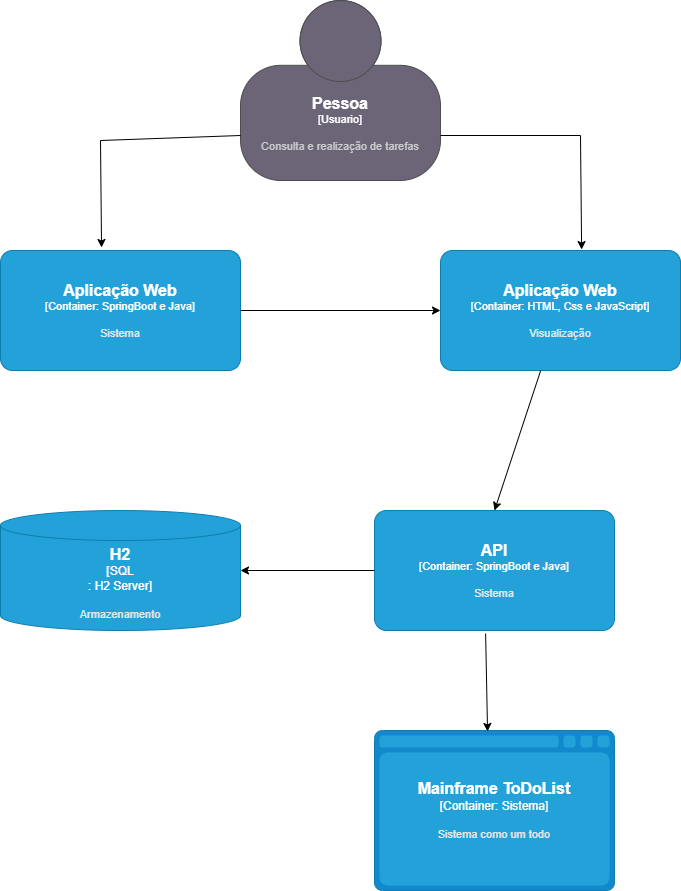 Pessoa
[Usuario]
Consulta e realização de tarefas
Aplicação Web
[Container: SpringBoot e Java]
Sistema
Aplicação Web
[Container: HTML, Css e JavaScript]
Visualização
H2
[SQL
: H2 Server]
Armazenamento
API
[Container: SpringBoot e Java]
Sistema
Mainframe ToDoList
[Container: Sistema]
Sistema como um todo